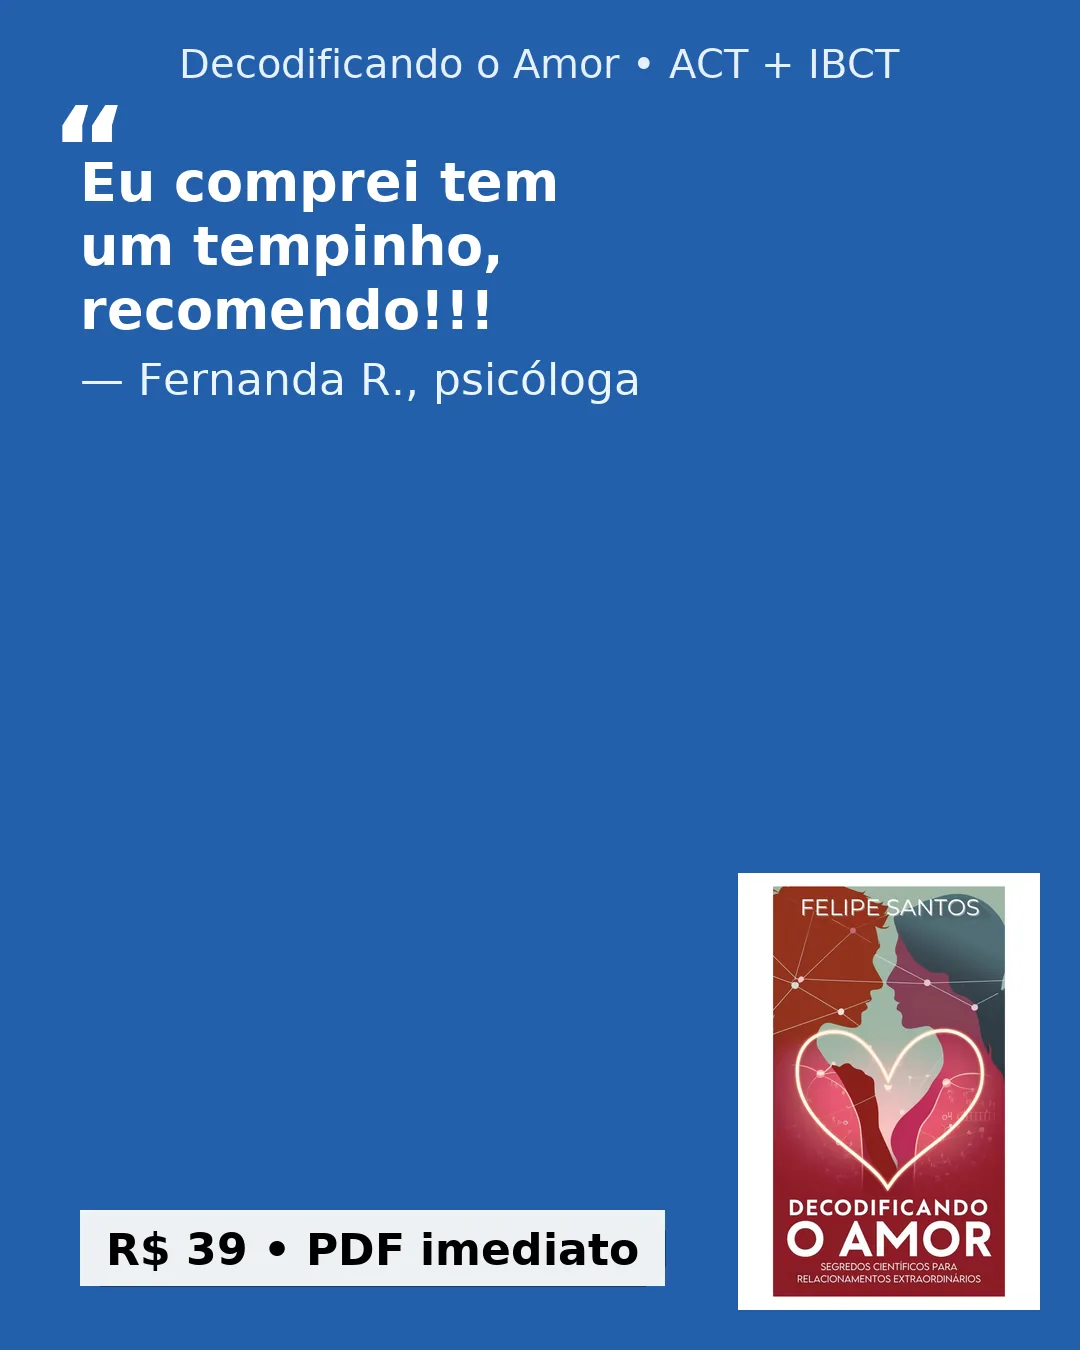 Decodificando o Amor • ACT + IBCT
“
Eu comprei tem
um tempinho,
recomendo!!!
— Fernanda R., psicóloga
FELIPE SANTOS
DECODIFICANDO
O AMOR
SEGREDOS CIENTÍFICOS PARA
RELACIONAMENTOS EXTRAORDINÁRIOS
R$ 39 • PDF imediato